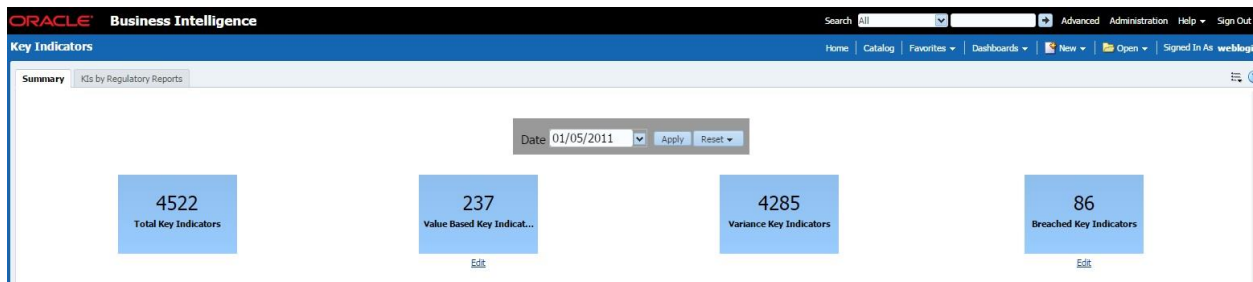 ORACLE Business Intelligence Search All Advanced Administration Help Sign Out
Key Indicators Home Catalog Favorites Dashboards New Open Signed In As weblogi
Summary KIs by Regulatory Reports
Date 01/05/2011 Apply Reset
4522 237 4285 86
Total Key Indicators Value Based Key Indicat... Variance Key Indicators Breached Key Indicators
Edit Edit